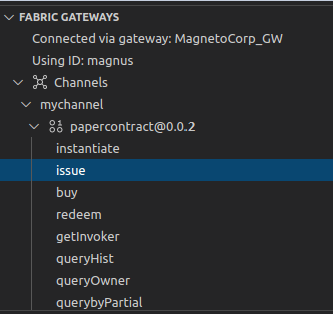 FABRIC GATEWAYS
Connected via gateway: MagnetoCorp_GW
Using ID: magnus
Channels
mychannel
papercontract@0.0.2
instantiate
issue
buy
redeem
getInvoker
queryHist
queryOwner
querybyPartial